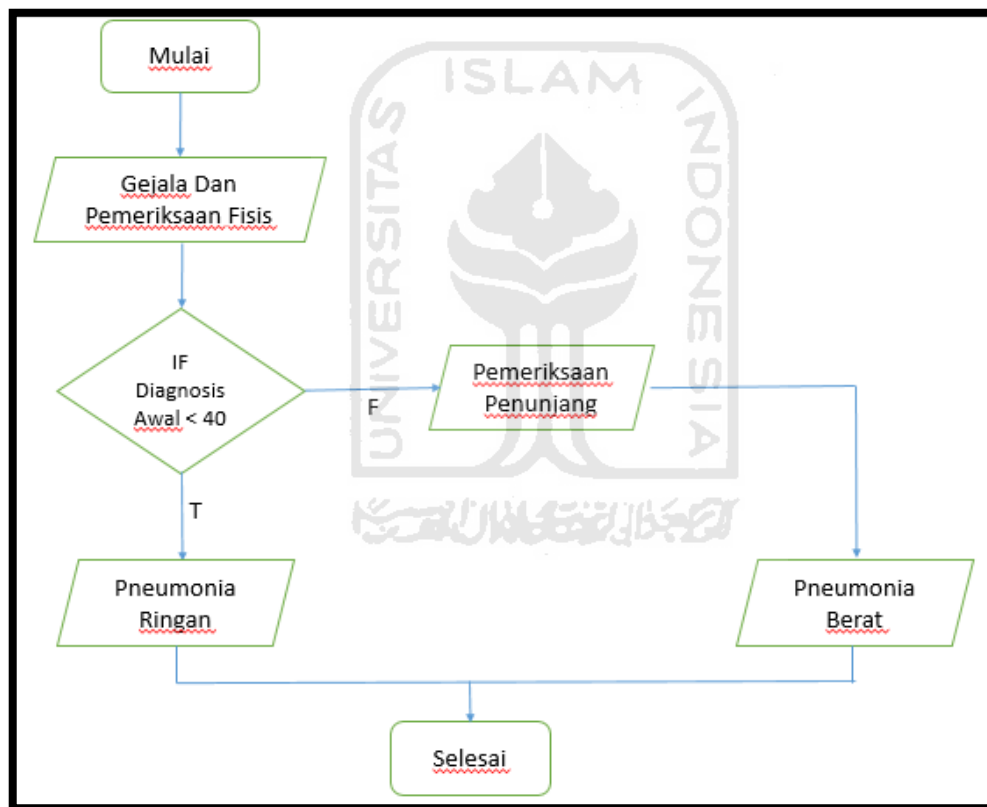 Mulai
Gejala Dan
Pemeriksaan Fisis
IF
Diagnosis
Awal < 40
F
Pemeriksaan
Penunjang
T
Pneumonia
Ringan
Pneumonia
Berat
Selesai
UNIVERSITAS
ISLAM
INDONESIA